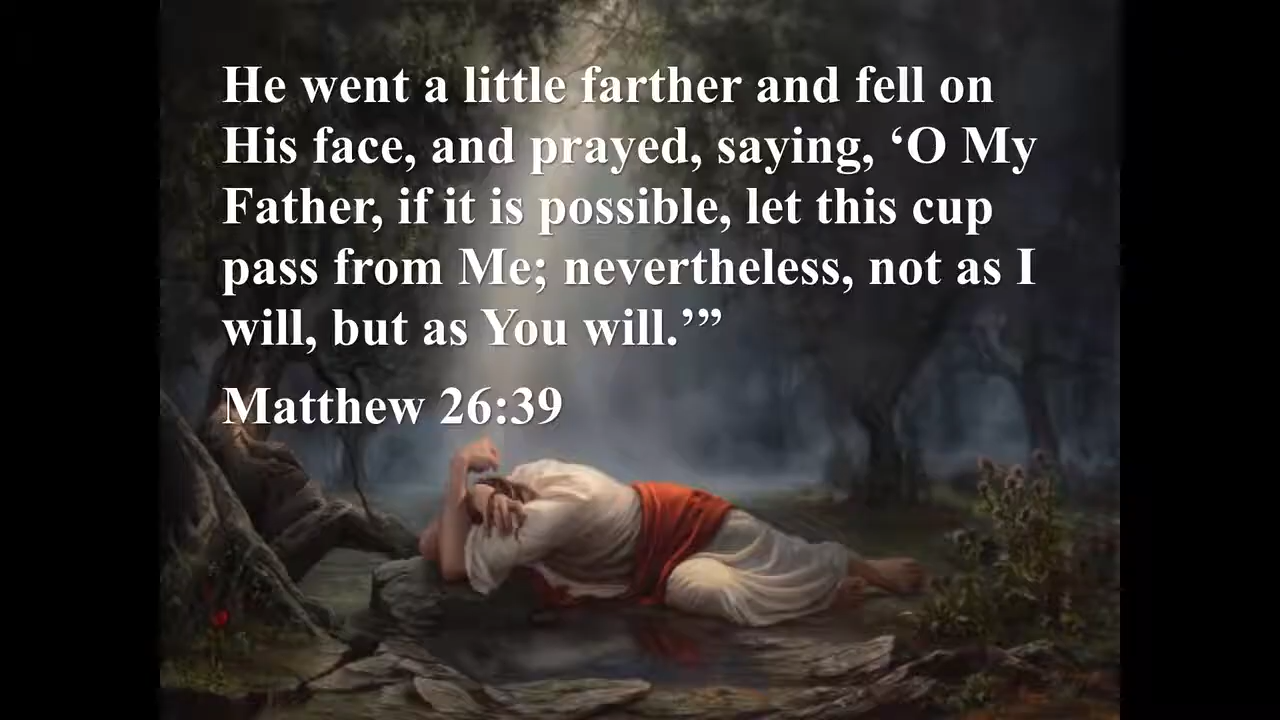 He went a little farther and fell on
His face, and prayed, saying, ‘O My
Father, if it is possible, let this cup
pass from Me; nevertheless, not as I
will, but as You will.’”
Matthew 26:39